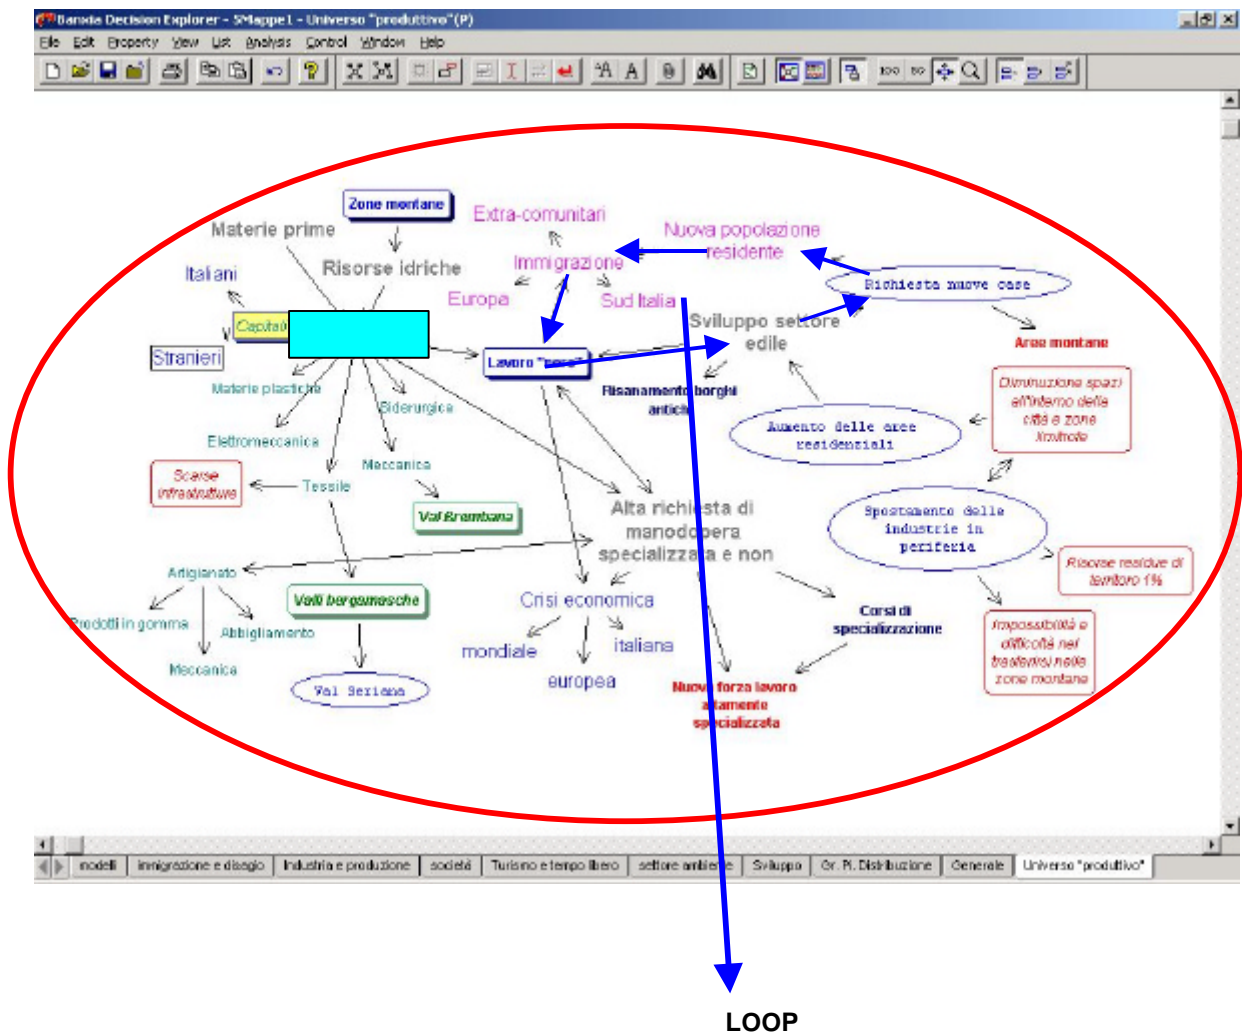 Banxia Decision Explorer - SMappe1 - Universo "produttivo"(P)
File Edit Property View List Analysis Control Window Help
Zone montane
Materie prime
Extra-comunitari
Nuova popolazione
residente
Italiani
Risorse idriche
Immigrazione
Richiesta nuove case
Europa
Sud Italia
Sviluppo settore
edile
Stranieri
Lavoro "nero"
Aree montane
Materie plastiche
Siderurgica
Risanamento borghi
antichi
Diminuzione spazi
all'interno della
città e zone
limitrofe
Elettromeccanica
Aumento delle aree
residenziali
Scarse
infrastrutture
Tessile
Meccanica
Val Brembana
Alta richiesta di
manodopera
specializzata e non
Spostamento delle
industrie in
periferia
Artigianato
Risorse residue di
territorio 1%
Prodotti in gomma
Abbigliamento
Meccanica
Valli bergamasche
Crisi economica
mondiale
italiana
europea
Corsi di
specializzazione
Impossibilità e
difficoltà nel
trasferirsi nelle
zone montane
Val Seriana
Nuova forza lavoro
altamente
specializzata
modelli immigrazione e disagio Industria e produzione società Turismo e tempo libero settore ambiente Sviluppo Gr. Pi. Distribuzione Generale Universo "produttivo"
LOOP